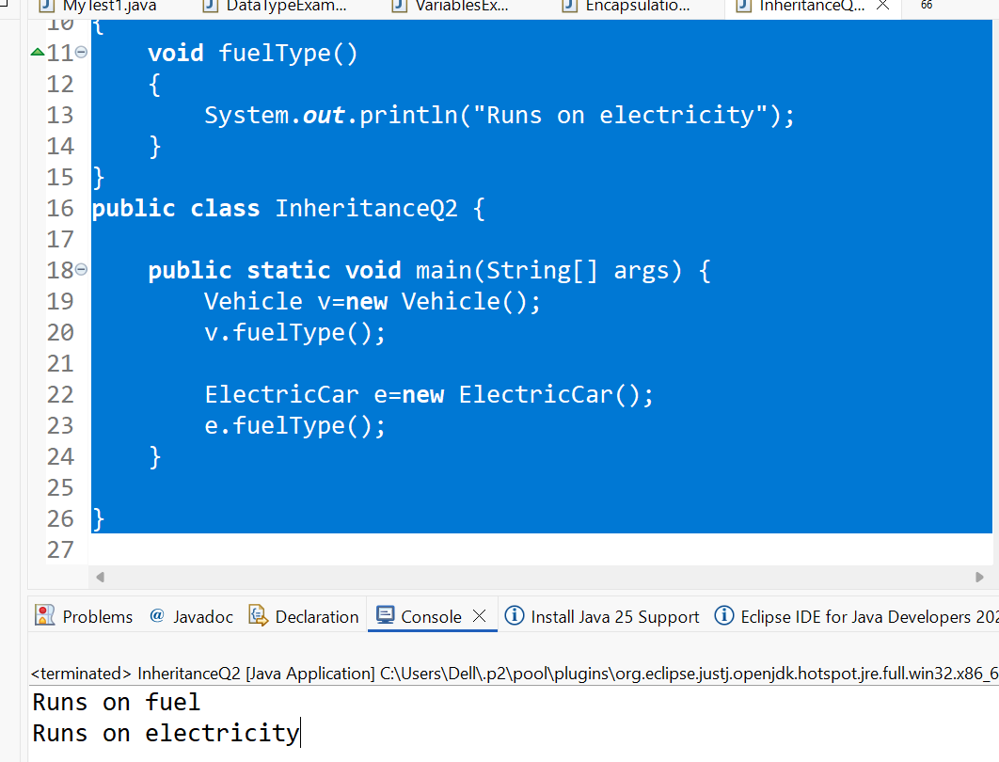 MyTest1.java DataTypeExam... VariablesEx... Encapsulatio... InheritanceQ... 66
10 {
11 void fuelType()
12 {
13 System.out.println("Runs on electricity");
14 }
15 }
16 public class InheritanceQ2 {
17
18 public static void main(String[] args) {
19 Vehicle v=new Vehicle();
20 v.fuelType();
21
22 ElectricCar e=new ElectricCar();
23 e.fuelType();
24 }
25
26 }
27
Problems @ Javadoc Declaration Console Install Java 25 Support Eclipse IDE for Java Developers 202
<terminated> InheritanceQ2 [Java Application] C:\Users\Dell\.p2\pool\plugins\org.eclipse.justj.openjdk.hotspot.jre.full.win32.x86_6
Runs on fuel
Runs on electricity